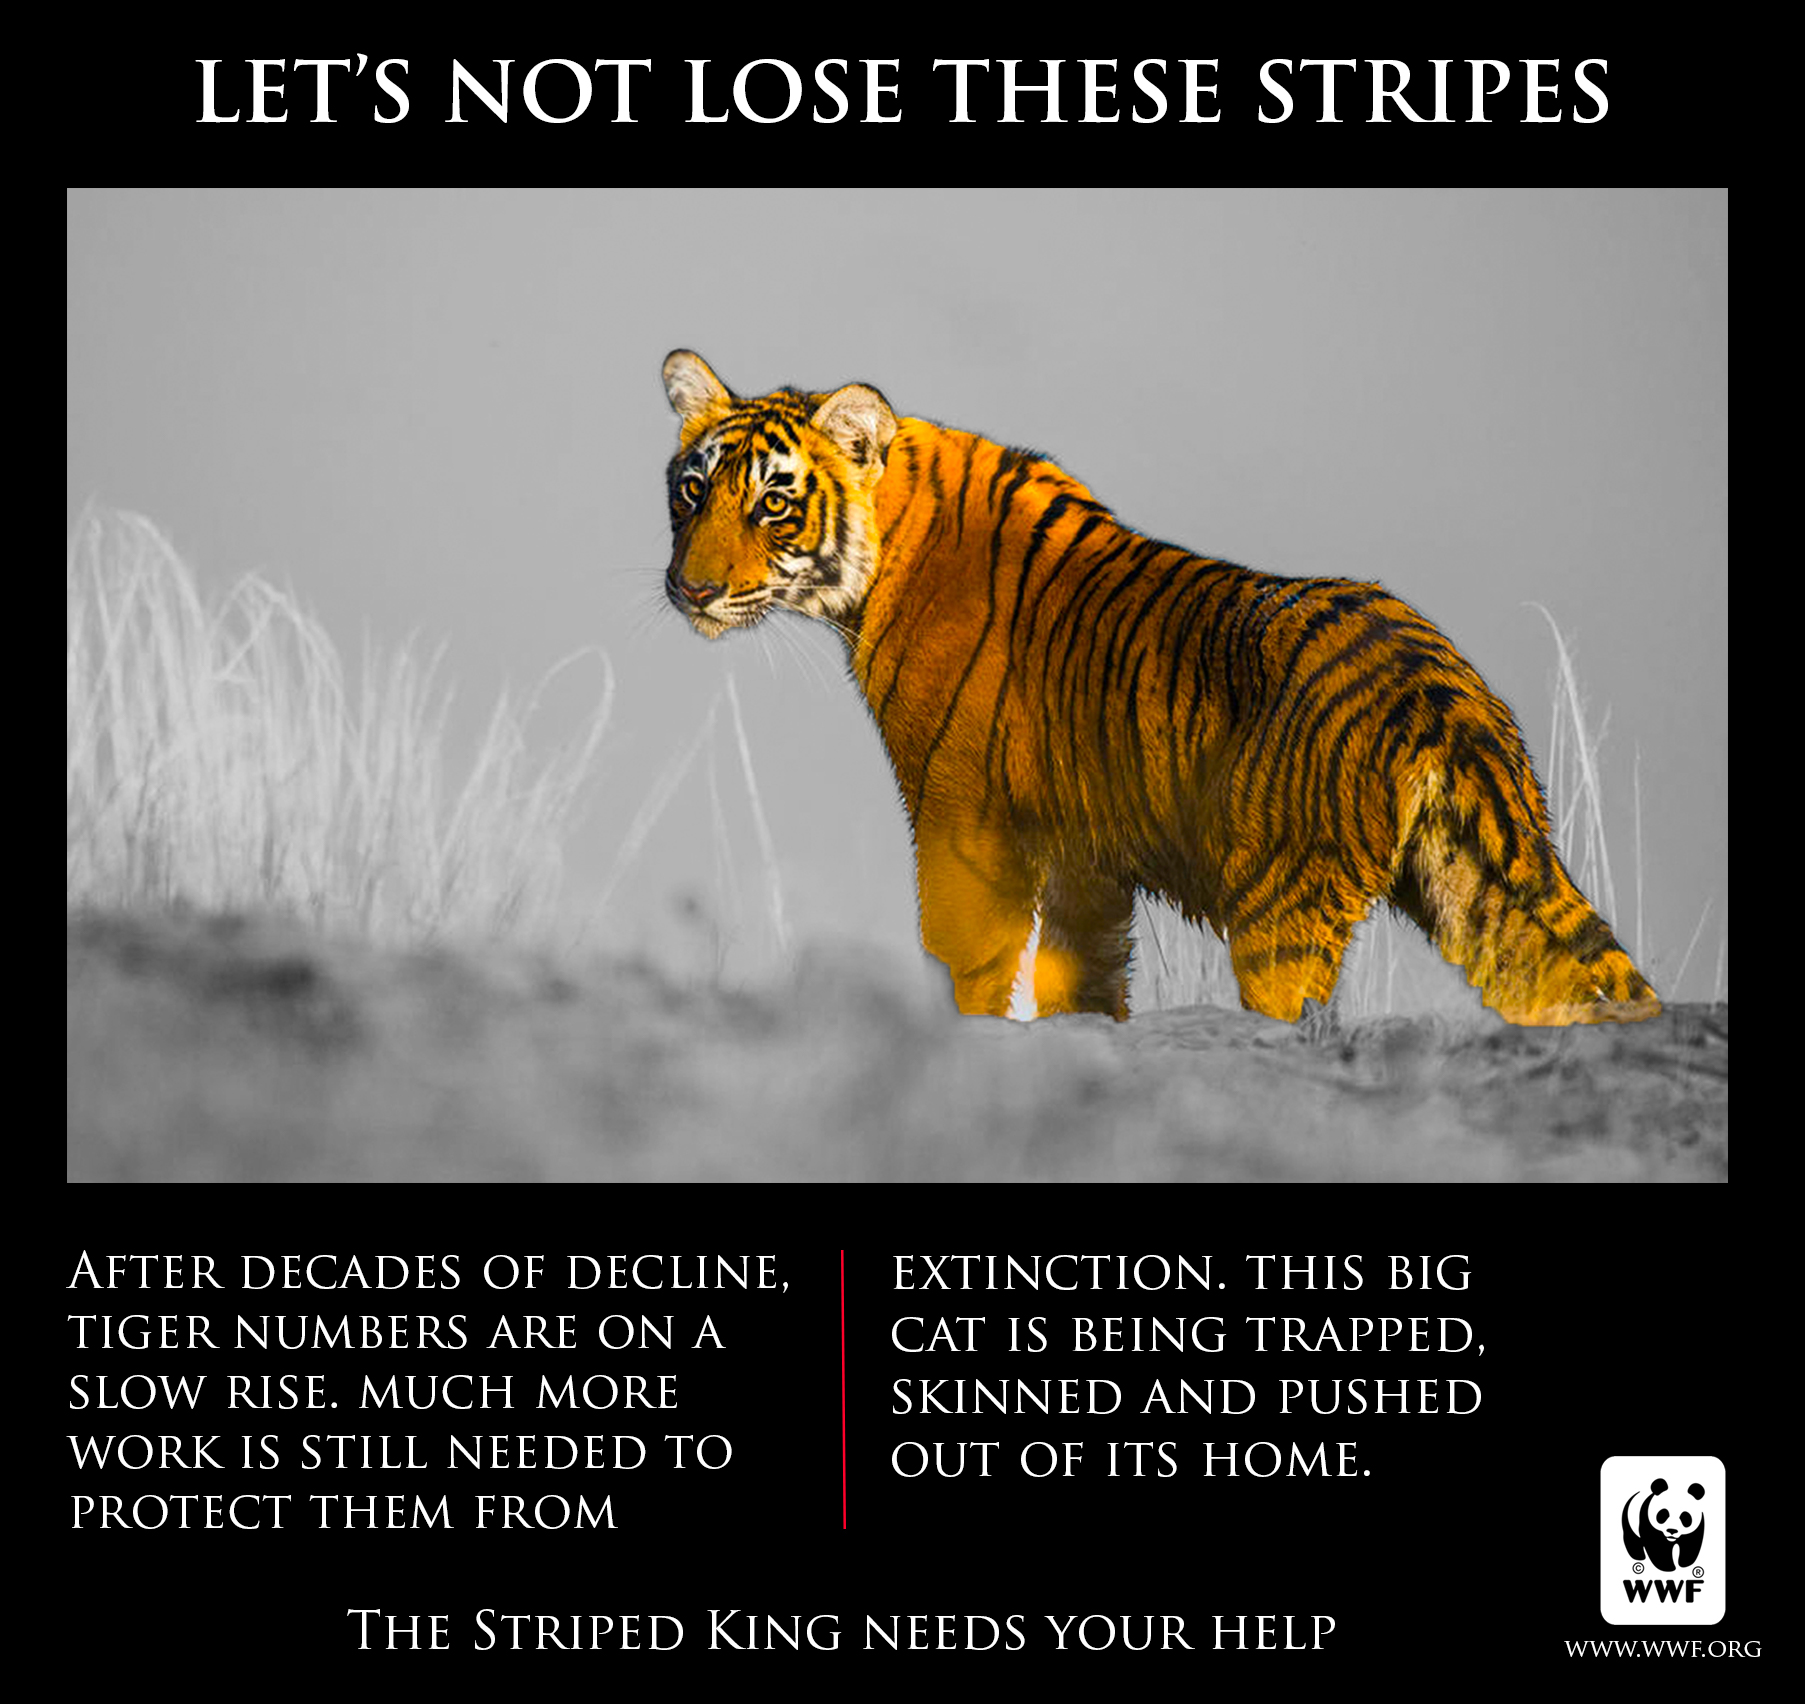 LET'S NOT LOSE THESE STRIPES
AFTER DECADES OF DECLINE,
TIGER NUMBERS ARE ON A
SLOW RISE. MUCH MORE
WORK IS STILL NEEDED TO
PROTECT THEM FROM
EXTINCTION. THIS BIG
CAT IS BEING TRAPPED,
SKINNED AND PUSHED
OUT OF ITS HOME.
THE STRIPED KING NEEDS YOUR HELP
© ®
WWF
WWW.WWF.ORG